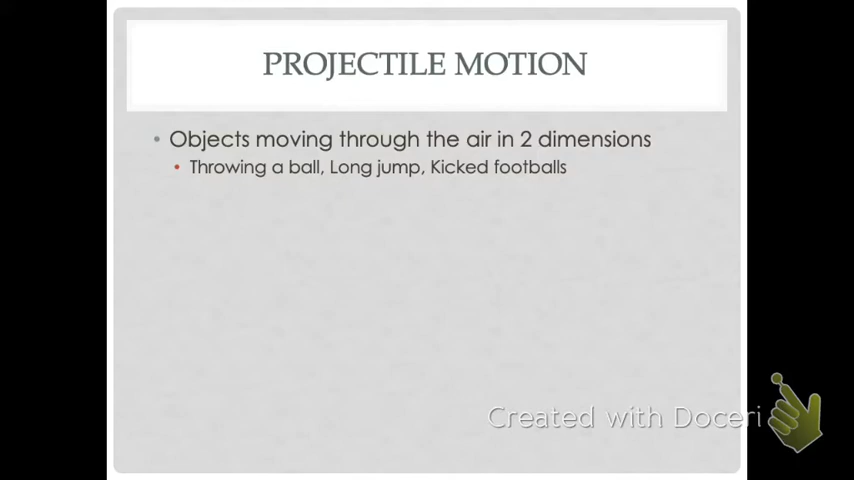 PROJECTILE MOTION
• Objects moving through the air in 2 dimensions
• Throwing a ball, Long jump, Kicked footballs
Created with Doceri